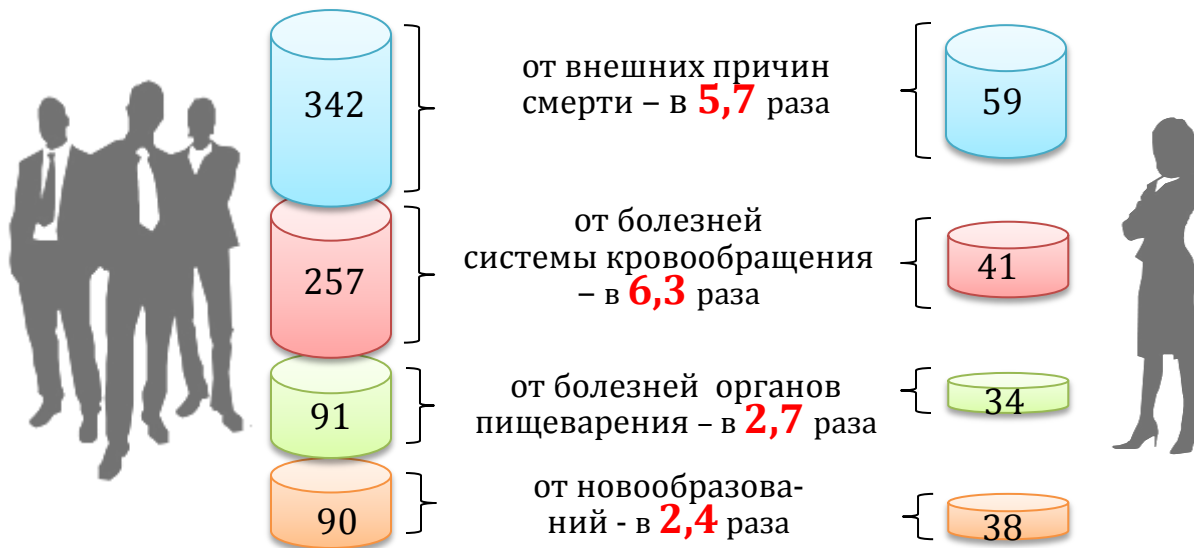 342
от внешних причин
смерти – в 5,7 раза
59
257
от болезней
системы кровообращения
– в 6,3 раза
41
91
от болезней органов
пищеварения – в 2,7 раза
34
90
от новообразова-
ний - в 2,4 раза
38